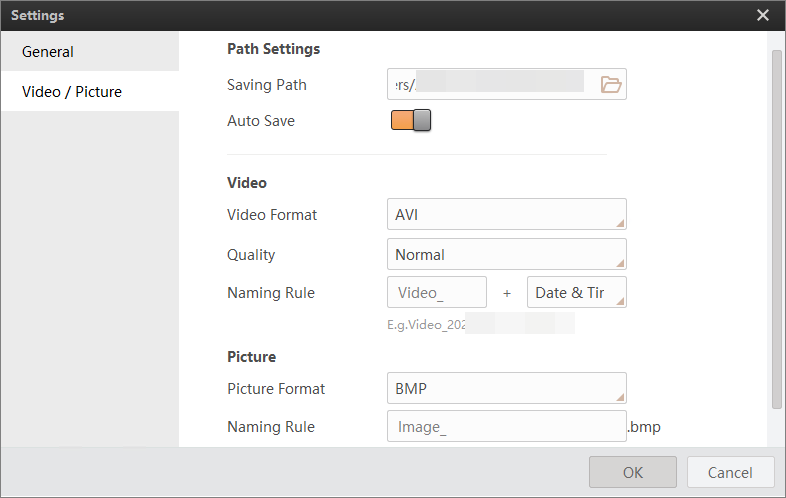 Settings
General
Video / Picture
Path Settings
Saving Path
Auto Save
Video
Video Format AVI
Quality Normal
Naming Rule Video_ + Date & Tir
E.g.Video_202
Picture
Picture Format BMP
Naming Rule Image_ .bmp
OK Cancel